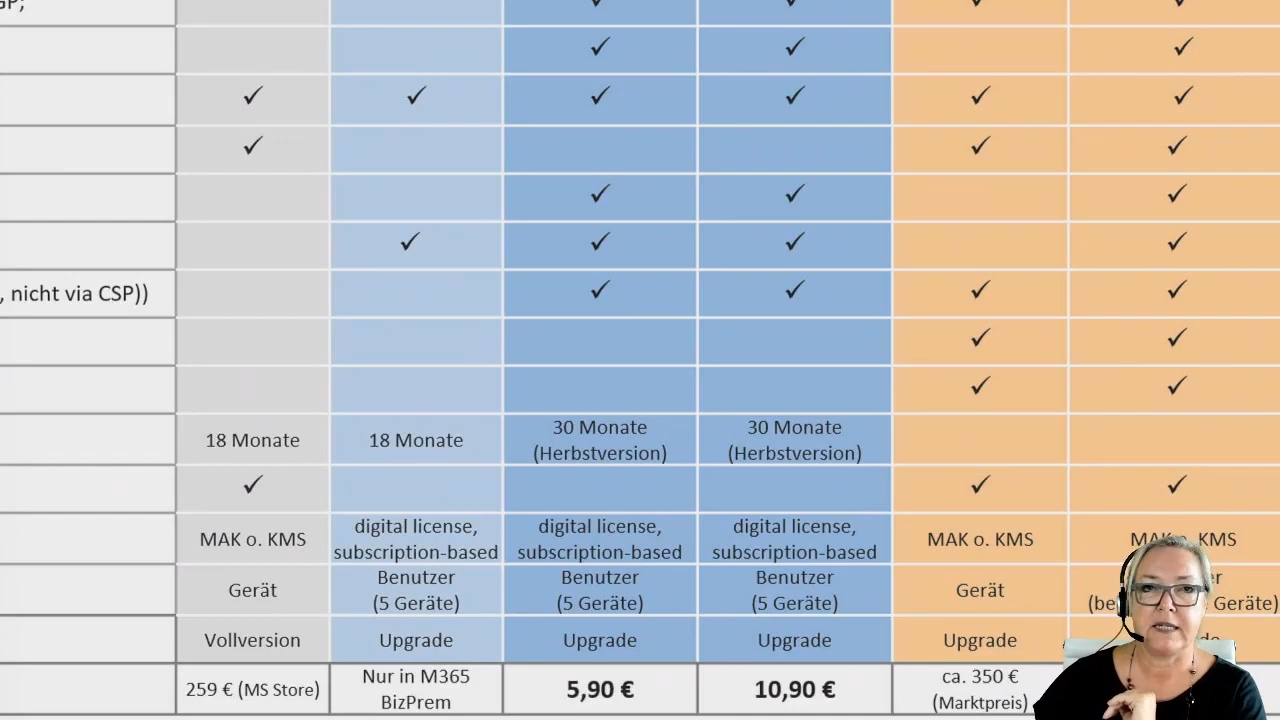 GP;
✓ ✓ ✓ ✓
✓ ✓ ✓
✓ ✓ ✓ ✓ ✓ ✓
✓ ✓ ✓
✓ ✓ ✓
✓ ✓ ✓ ✓
, nicht via CSP)) ✓ ✓ ✓ ✓
✓ ✓
✓ ✓
18 Monate 18 Monate 30 Monate 30 Monate
(Herbstversion) (Herbstversion)
✓ ✓ ✓
MAK o. KMS digital license, digital license, digital license, MAK o. KMS MAK o. KMS
subscription-based subscription-based subscription-based
Gerät Benutzer Benutzer Benutzer Gerät
(5 Geräte) (5 Geräte) (5 Geräte) Geräte)
Vollversion Upgrade Upgrade Upgrade Upgrade
259 € (MS Store) Nur in M365 5,90 € 10,90 € ca. 350 €
BizPrem (Marktpreis)